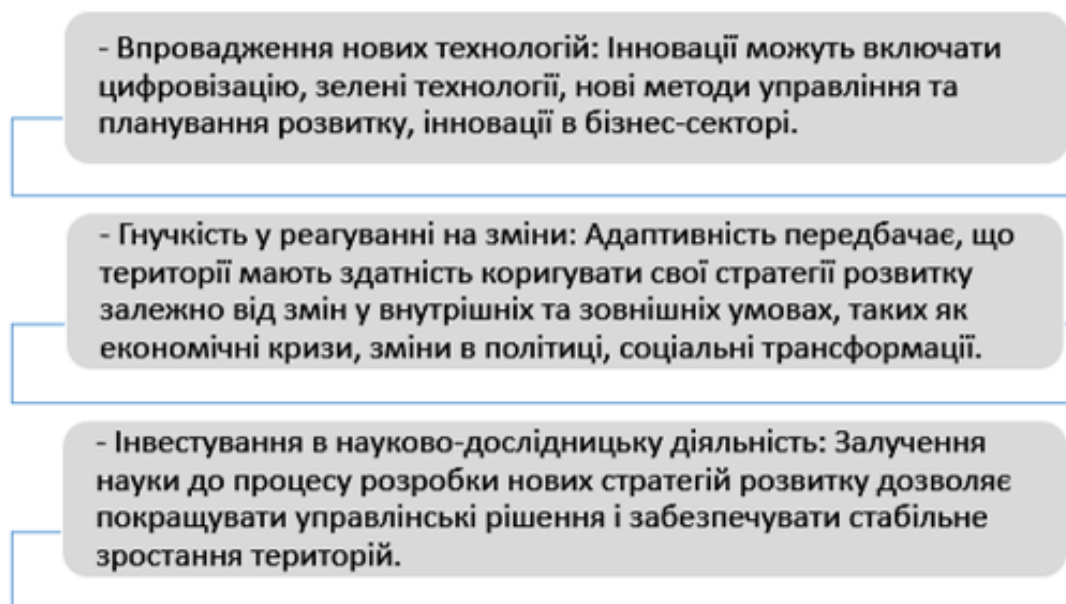 - Впровадження нових технологій: Інновації можуть включати
цифровізацію, зелені технології, нові методи управління та
планування розвитку, інновації в бізнес-секторі.
- Гнучкість у реагуванні на зміни: Адаптивність передбачає, що
території мають здатність коригувати свої стратегії розвитку
залежно від змін у внутрішніх та зовнішніх умовах, таких як
економічні кризи, зміни в політиці, соціальні трансформації.
- Інвестування в науково-дослідницьку діяльність: Залучення
науки до процесу розробки нових стратегій розвитку дозволяє
покращувати управлінські рішення і забезпечувати стабільне
зростання територій.